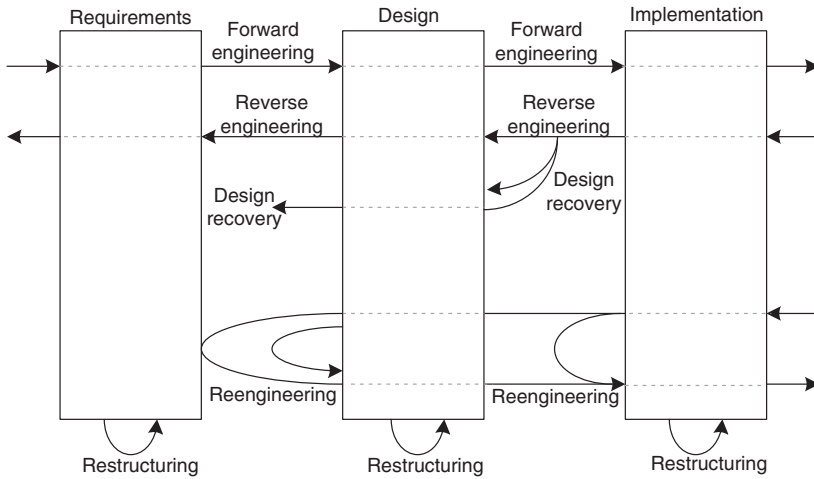 Requirements
Design
Implementation
Forward
engineering
Forward
engineering
Reverse
engineering
Reverse
engineering
Design
recovery
Design
recovery
Reengineering
Reengineering
Restructuring
Restructuring
Restructuring